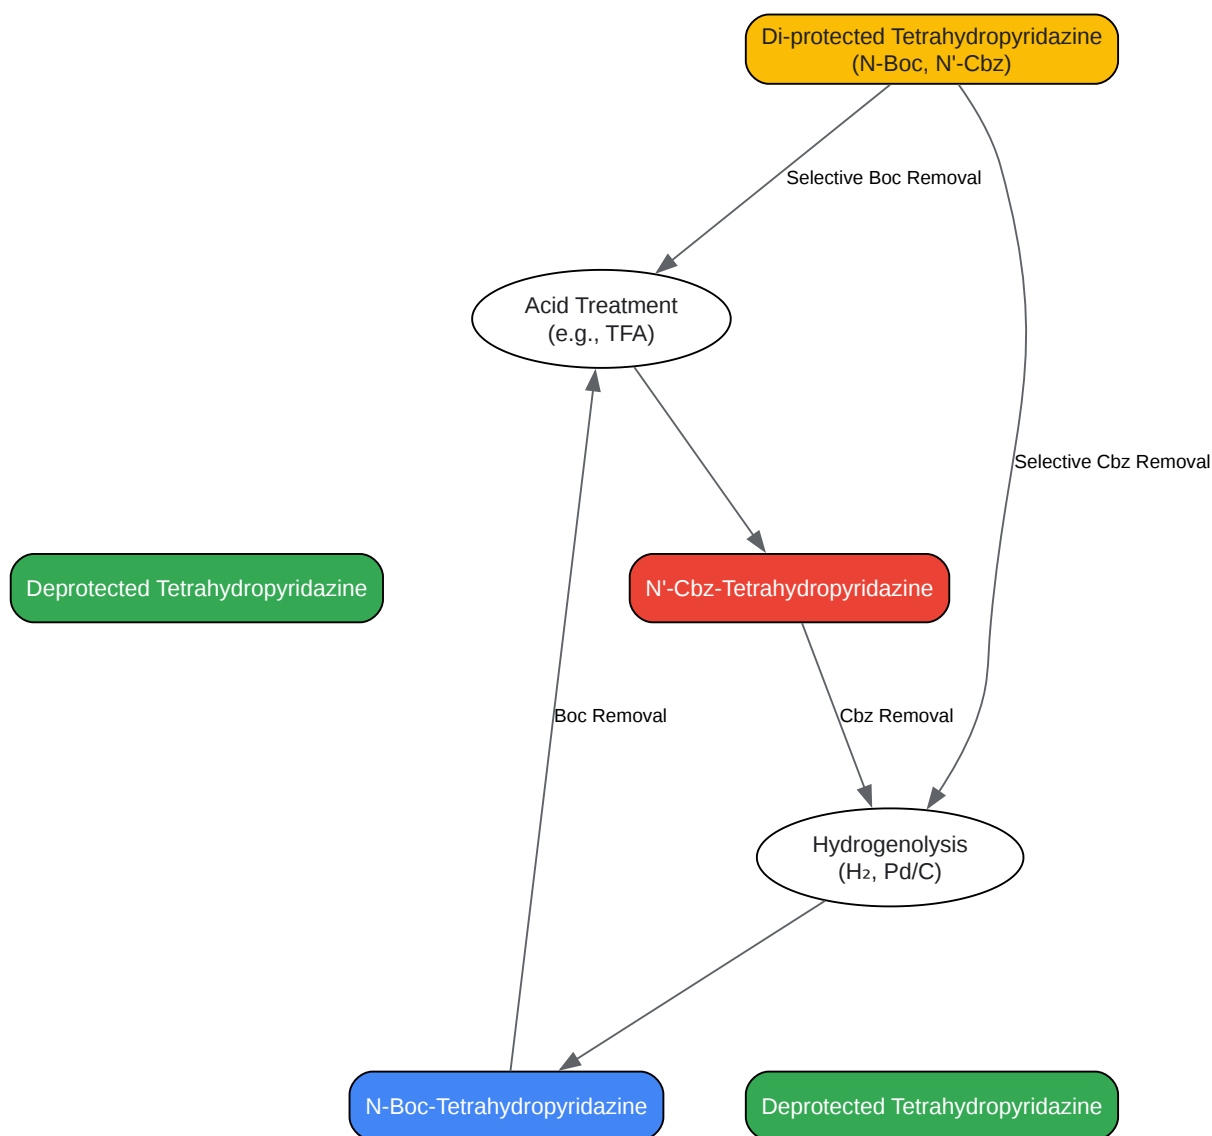 Di-protected Tetrahydropyridazine
(N-Boc, N'-Cbz)
Selective Boc Removal
Acid Treatment
(e.g., TFA)
Selective Cbz Removal
Deprotected Tetrahydropyridazine
N'-Cbz-Tetrahydropyridazine
Boc Removal
Cbz Removal
Hydrogenolysis
(H₂, Pd/C)
N-Boc-Tetrahydropyridazine
Deprotected Tetrahydropyridazine